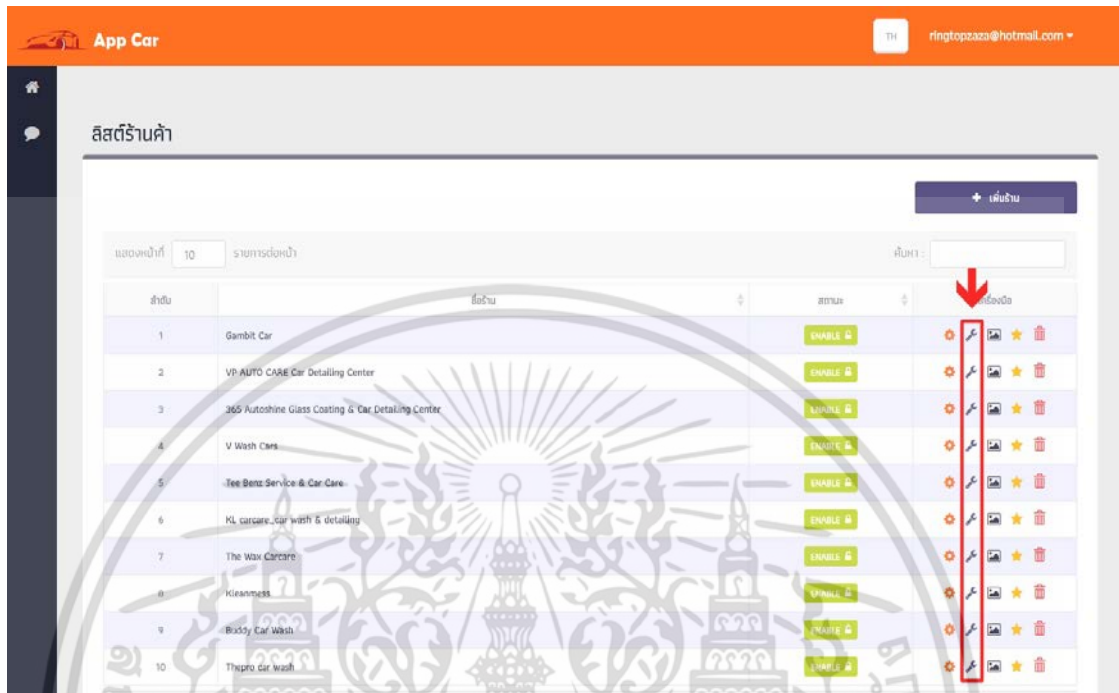 App Car
TH
ringtopzaza@hotmail.com
ลิสต์ร้านค้า
+ เพิ่มร้าน
แสดงหน้าที่ 10 รายการต่อหน้า
ค้นหา :
ลำดับ ชื่อร้าน สถานะ เครื่องมือ
1 Gambit Car ENABLE
2 VP AUTO CARE Car Detailing Center ENABLE
3 365 Autoshine Glass Coating & Car Detailing Center ENABLE
4 V Wash Cars ENABLE
5 Tee Benz Service & Car Care ENABLE
6 KL carcare_car wash & detailing ENABLE
7 The Wax Carcare ENABLE
8 Kleanmess ENABLE
9 Buddy Car Wash ENABLE
10 Thepro car wash ENABLE